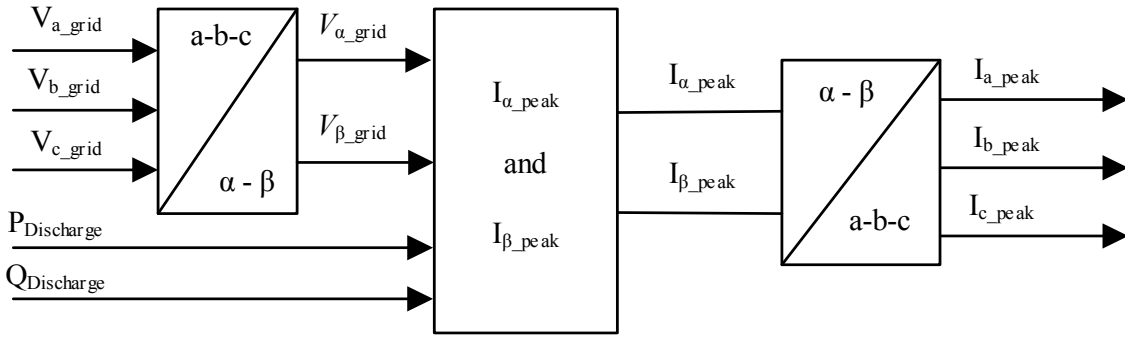 V_a_grid
V_b_grid
V_c_grid
a-b-c
α - β
V_α_grid
V_β_grid
P_Discharge
Q_Discharge
I_α_peak
and
I_β_peak
I_α_peak
I_β_peak
α - β
a-b-c
I_a_peak
I_b_peak
I_c_peak